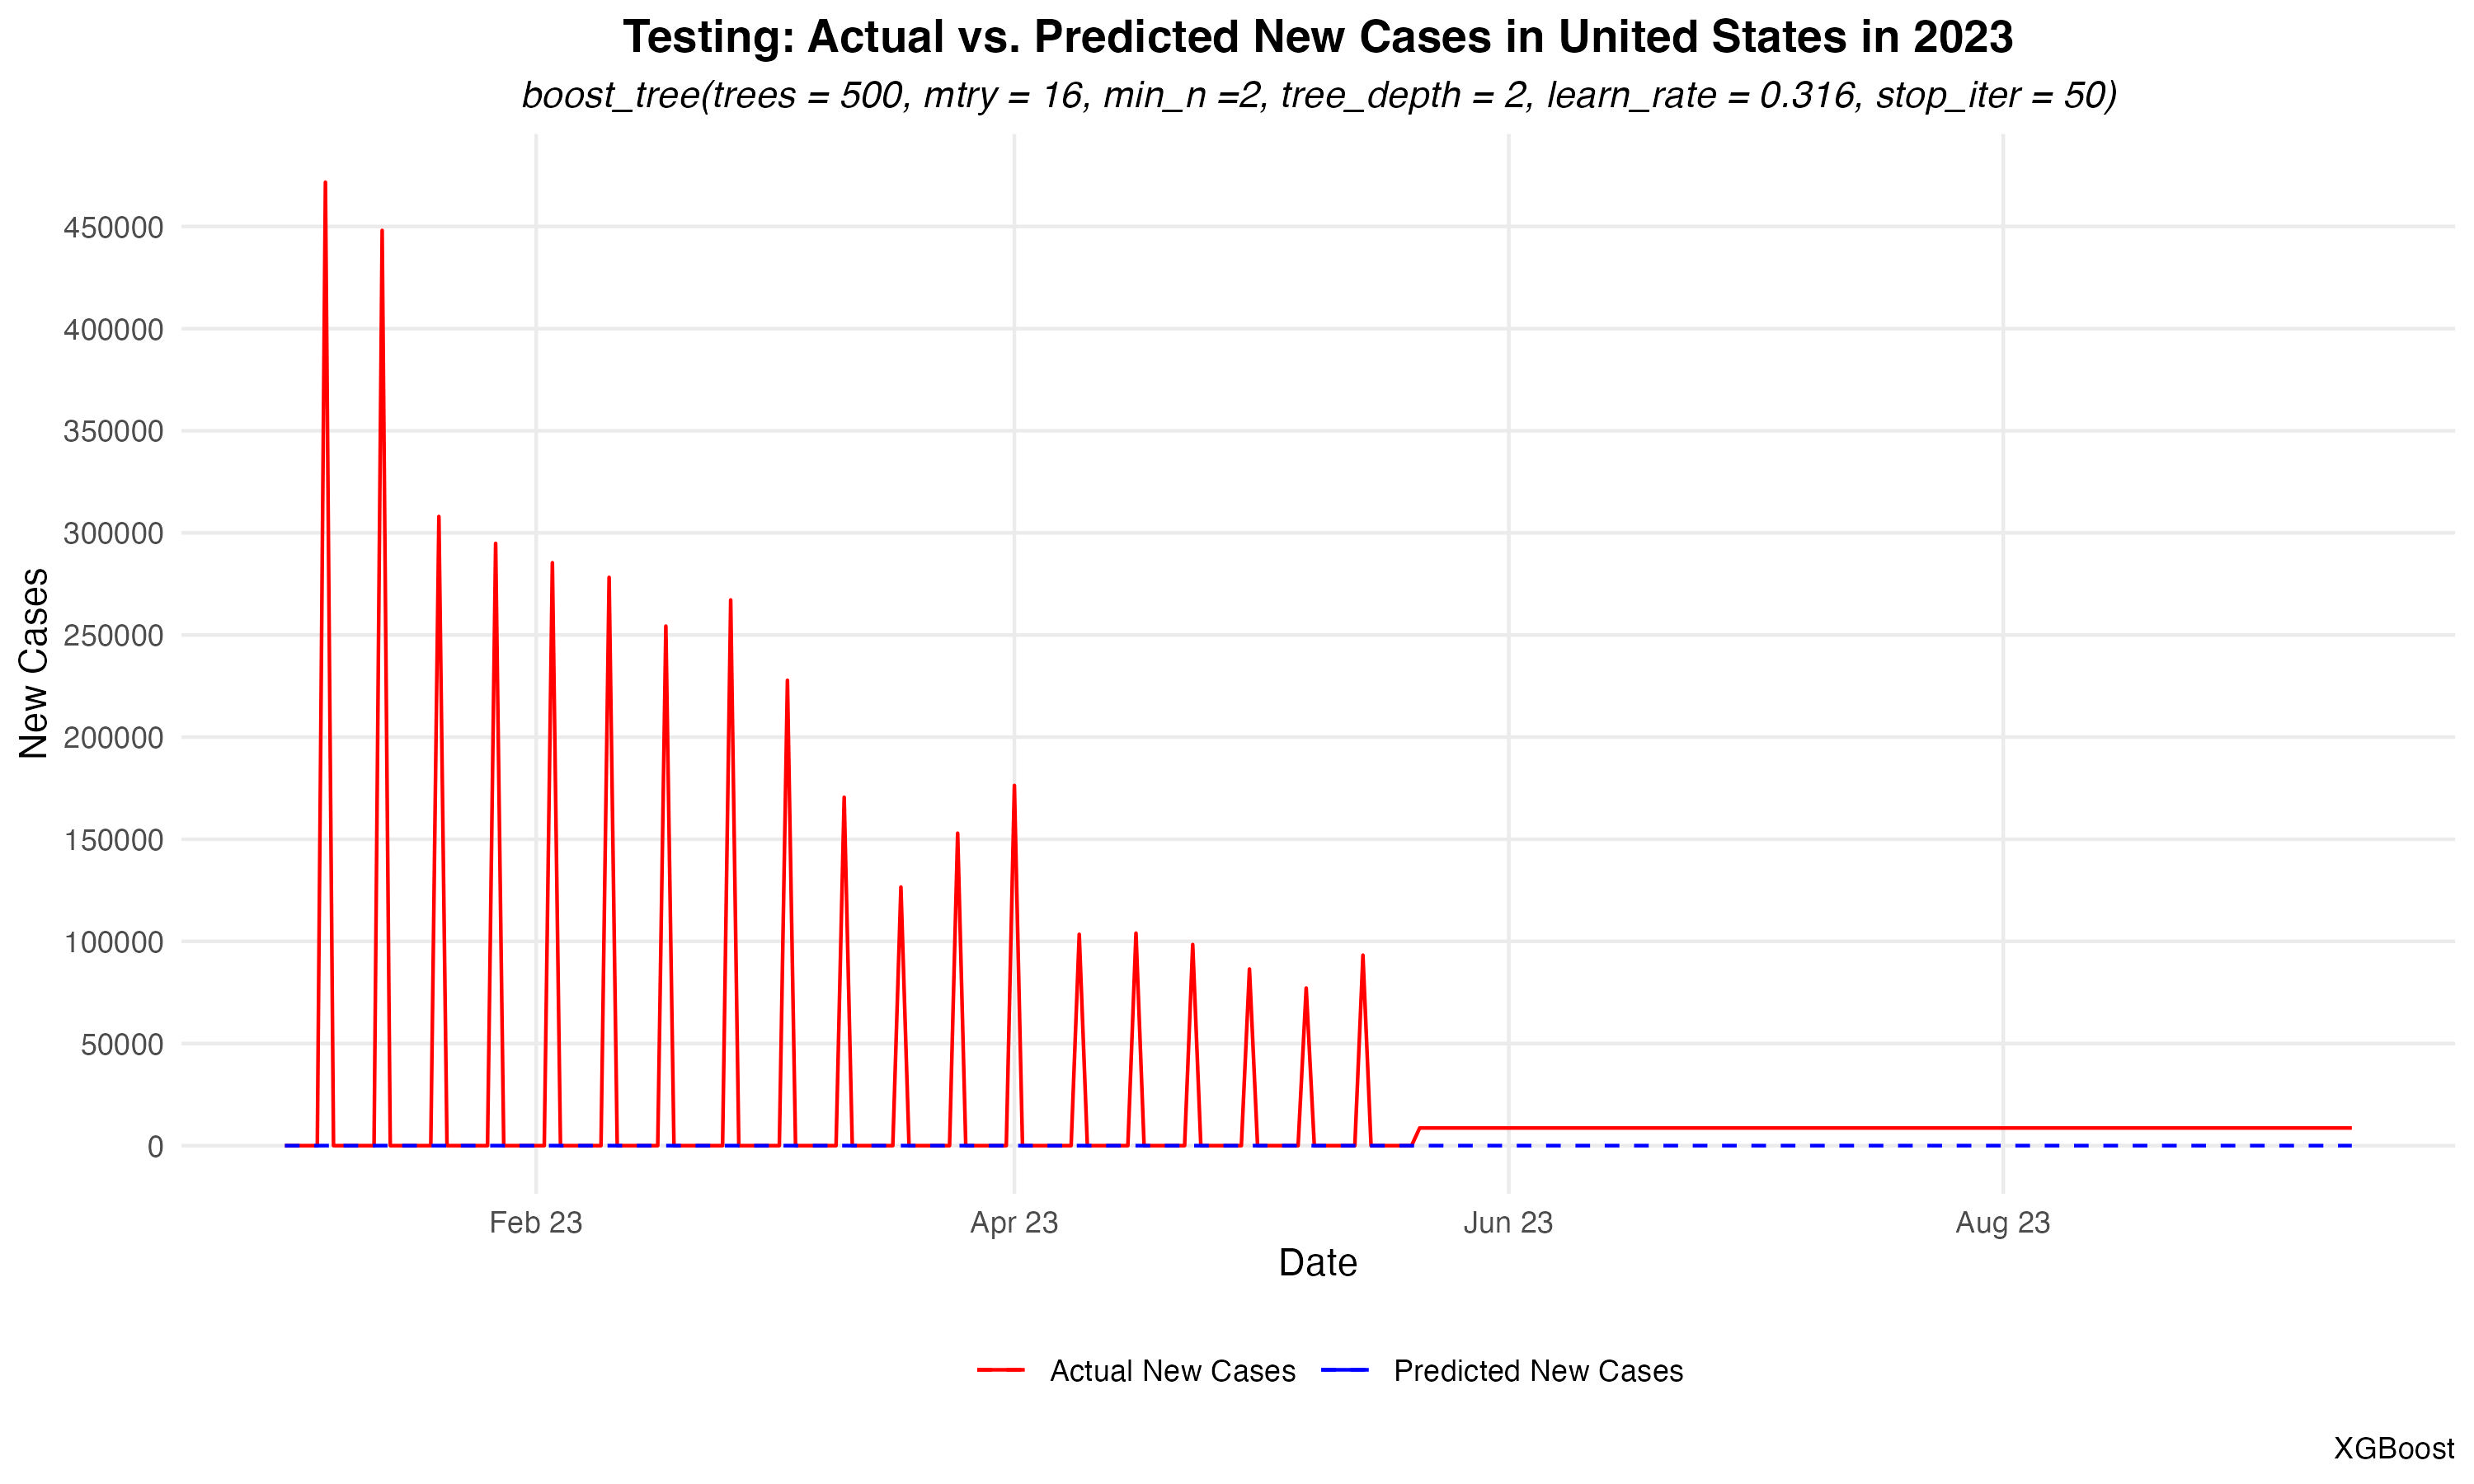 Testing: Actual vs. Predicted New Cases in United States in 2023
boost_tree(trees = 500, mtry = 16, min_n =2, tree_depth = 2, learn_rate = 0.316, stop_iter = 50)
New Cases
450000
400000
350000
300000
250000
200000
150000
100000
50000
0
Feb 23 Apr 23 Jun 23 Aug 23
Date
Actual New Cases Predicted New Cases
XGBoost